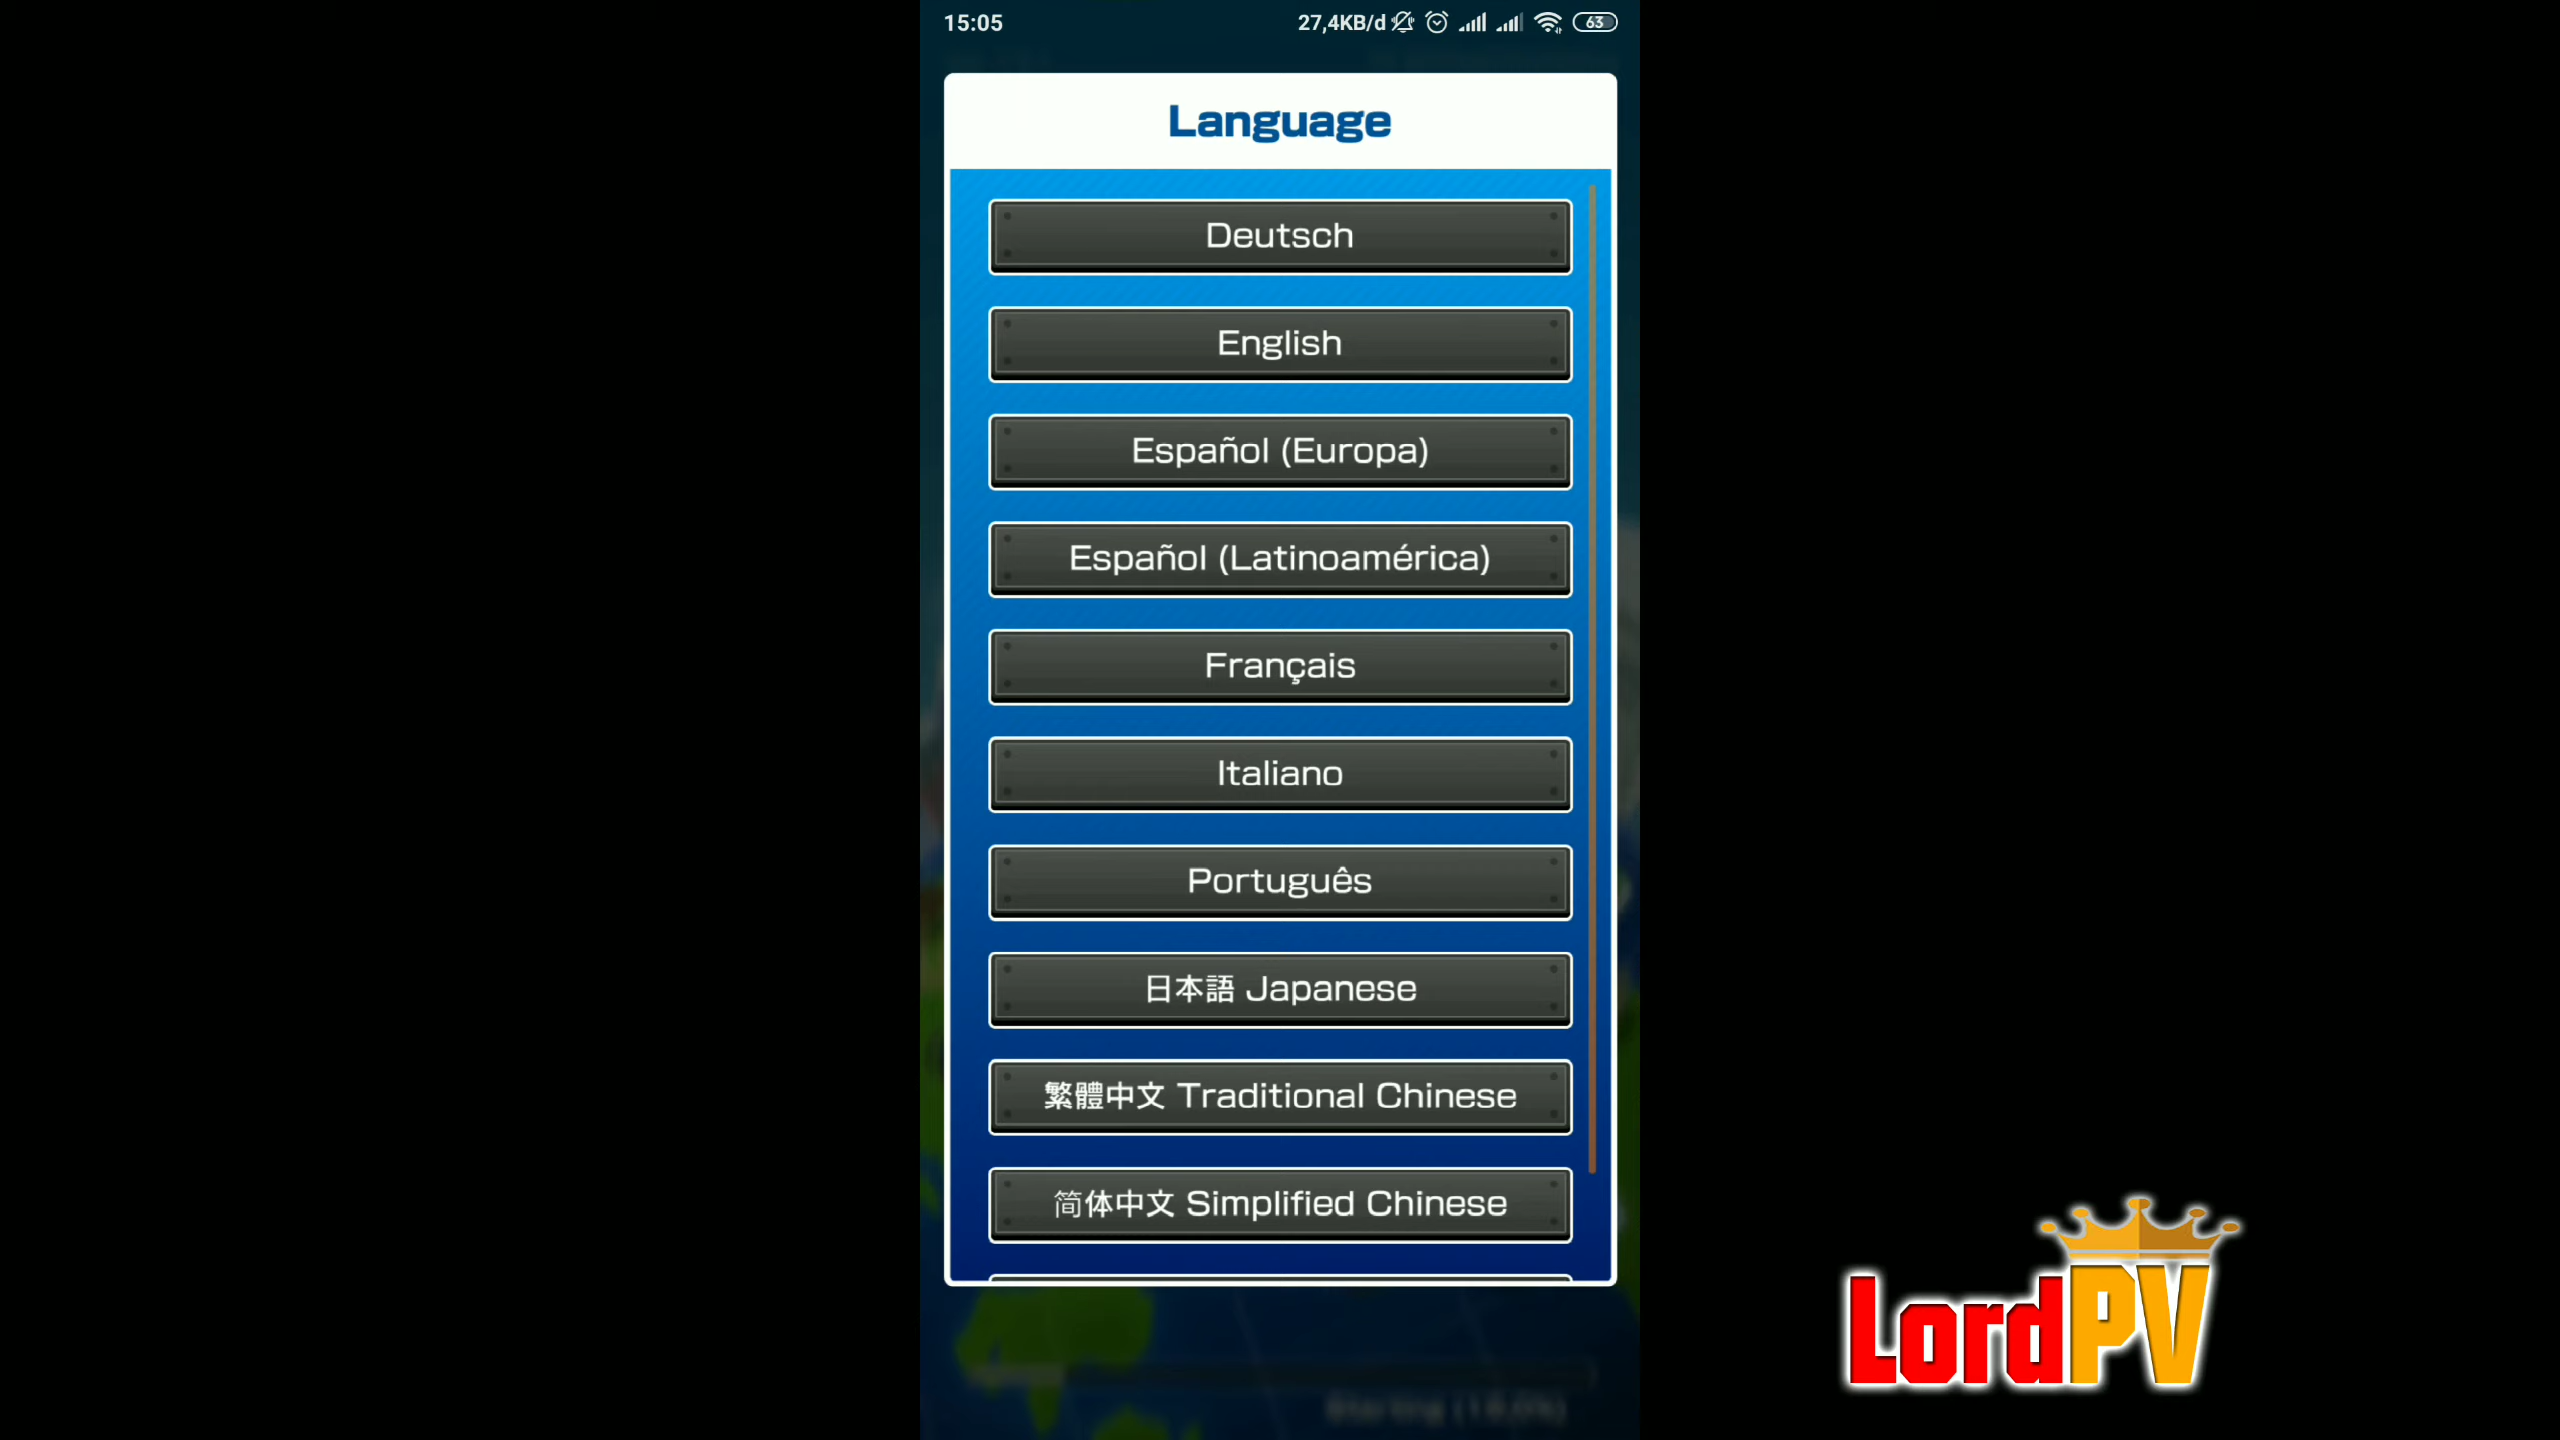 15:05
27,4KB/d
63
Language
Deutsch
English
Español (Europa)
Español (Latinoamérica)
Français
Italiano
Português
日本語 Japanese
繁體中文 Traditional Chinese
简体中文 Simplified Chinese
LordPV